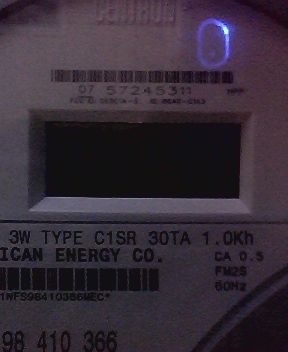 CENTRON
07 57245311
3W TYPE C1SR 30TA 1.0Kh
ICAN ENERGY CO.
CA 0.5
FM2S
60Hz
98 410 366